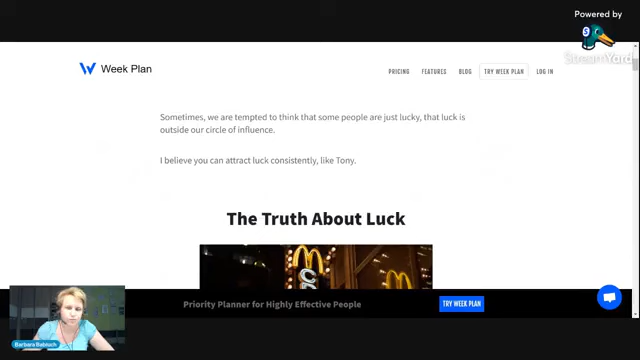 Powered by
StreamYard
Week Plan
PRICING FEATURES BLOG TRY WEEK PLAN LOG IN
Sometimes, we are tempted to think that some people are just lucky, that luck is
outside our circle of influence.
I believe you can attract luck consistently, like Tony.
The Truth About Luck
Priority Planner for Highly Effective People
TRY WEEK PLAN